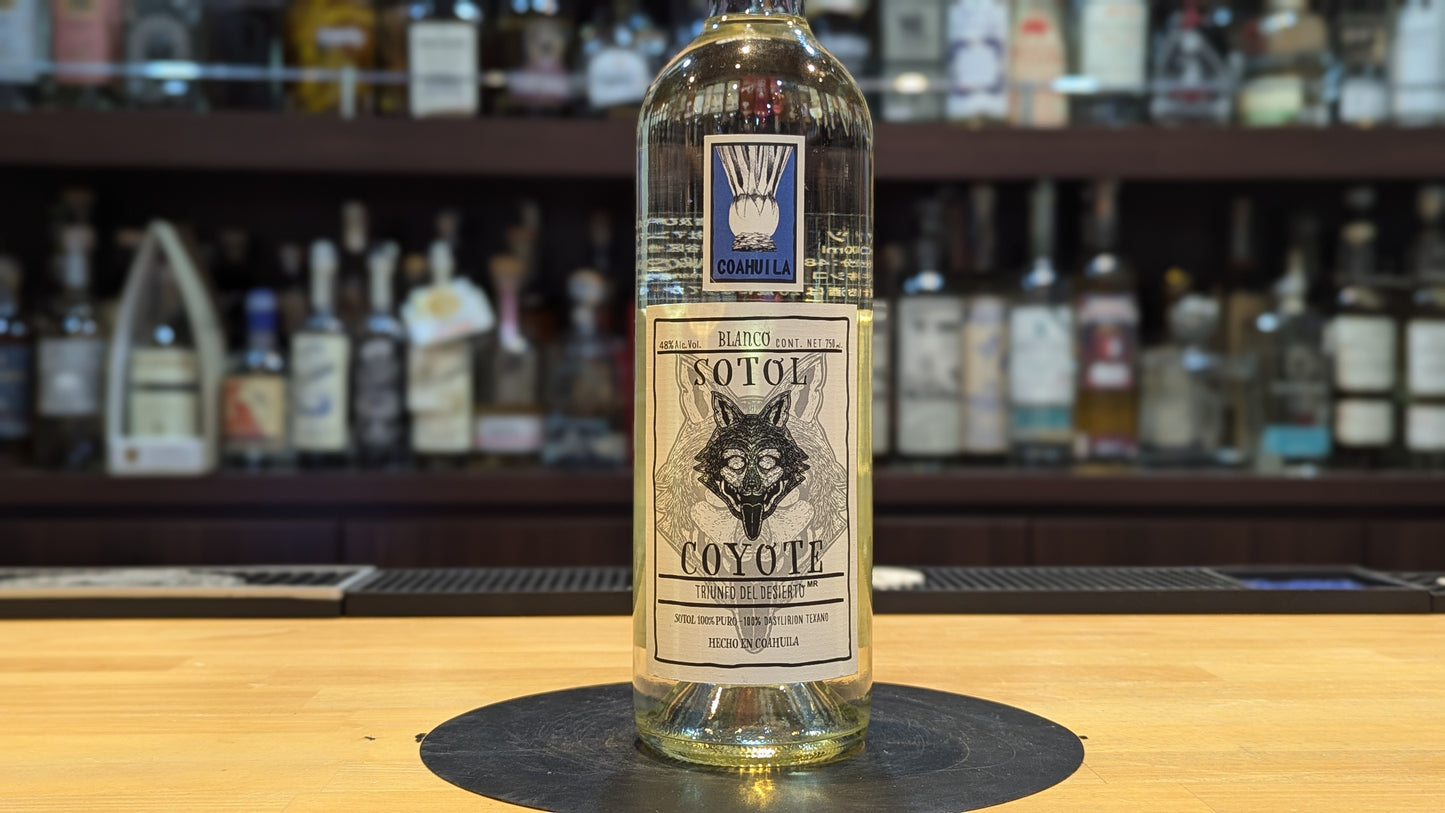 COAHUILA
48% Alc. Vol. BLANCO CONT. NET 750 ml.
SOTOL
COYOTE
TRIUNFO DEL DESIERTO MR
SOTOL 100% PURO - 100% DASYLIRION TEXANO
HECHO EN COAHUILA